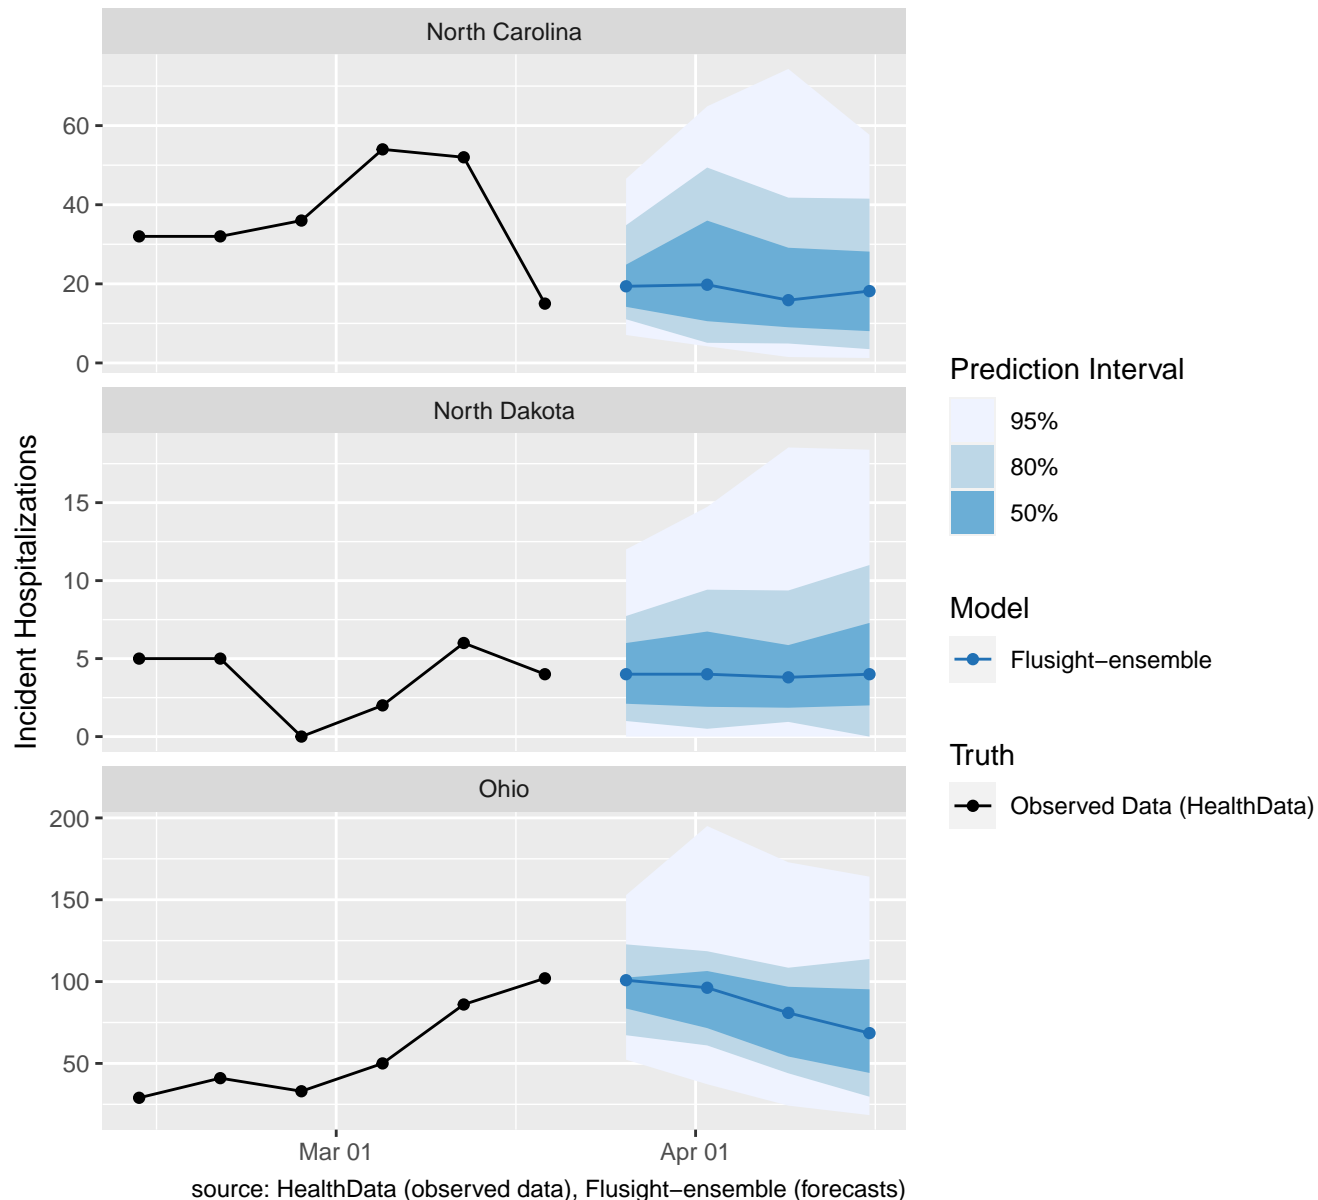 North Carolina
60
40
20
0
North Dakota
15
10
5
0
Ohio
200
150
100
50
Mar 01
Apr 01
Incident Hospitalizations
source: HealthData (observed data), Flusight−ensemble (forecasts)
Prediction Interval
95%
80%
50%
Model
Flusight−ensemble
Truth
Observed Data (HealthData)